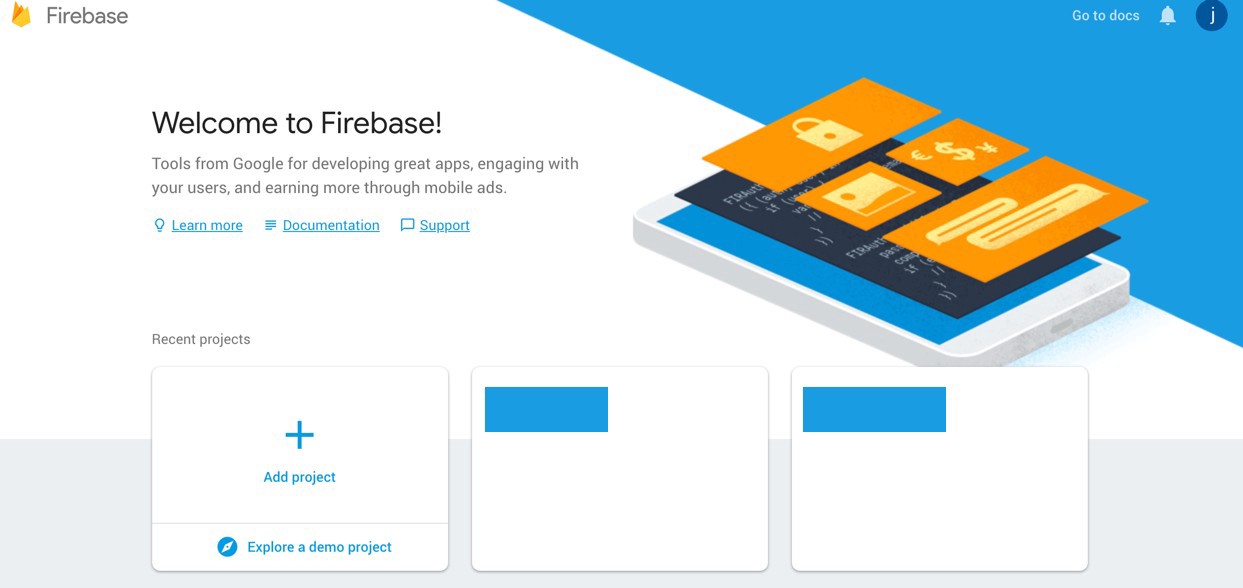 Firebase
Go to docs
j
Welcome to Firebase!
Tools from Google for developing great apps, engaging with
your users, and earning more through mobile ads.
Learn more
Documentation
Support
Recent projects
Add project
Explore a demo project